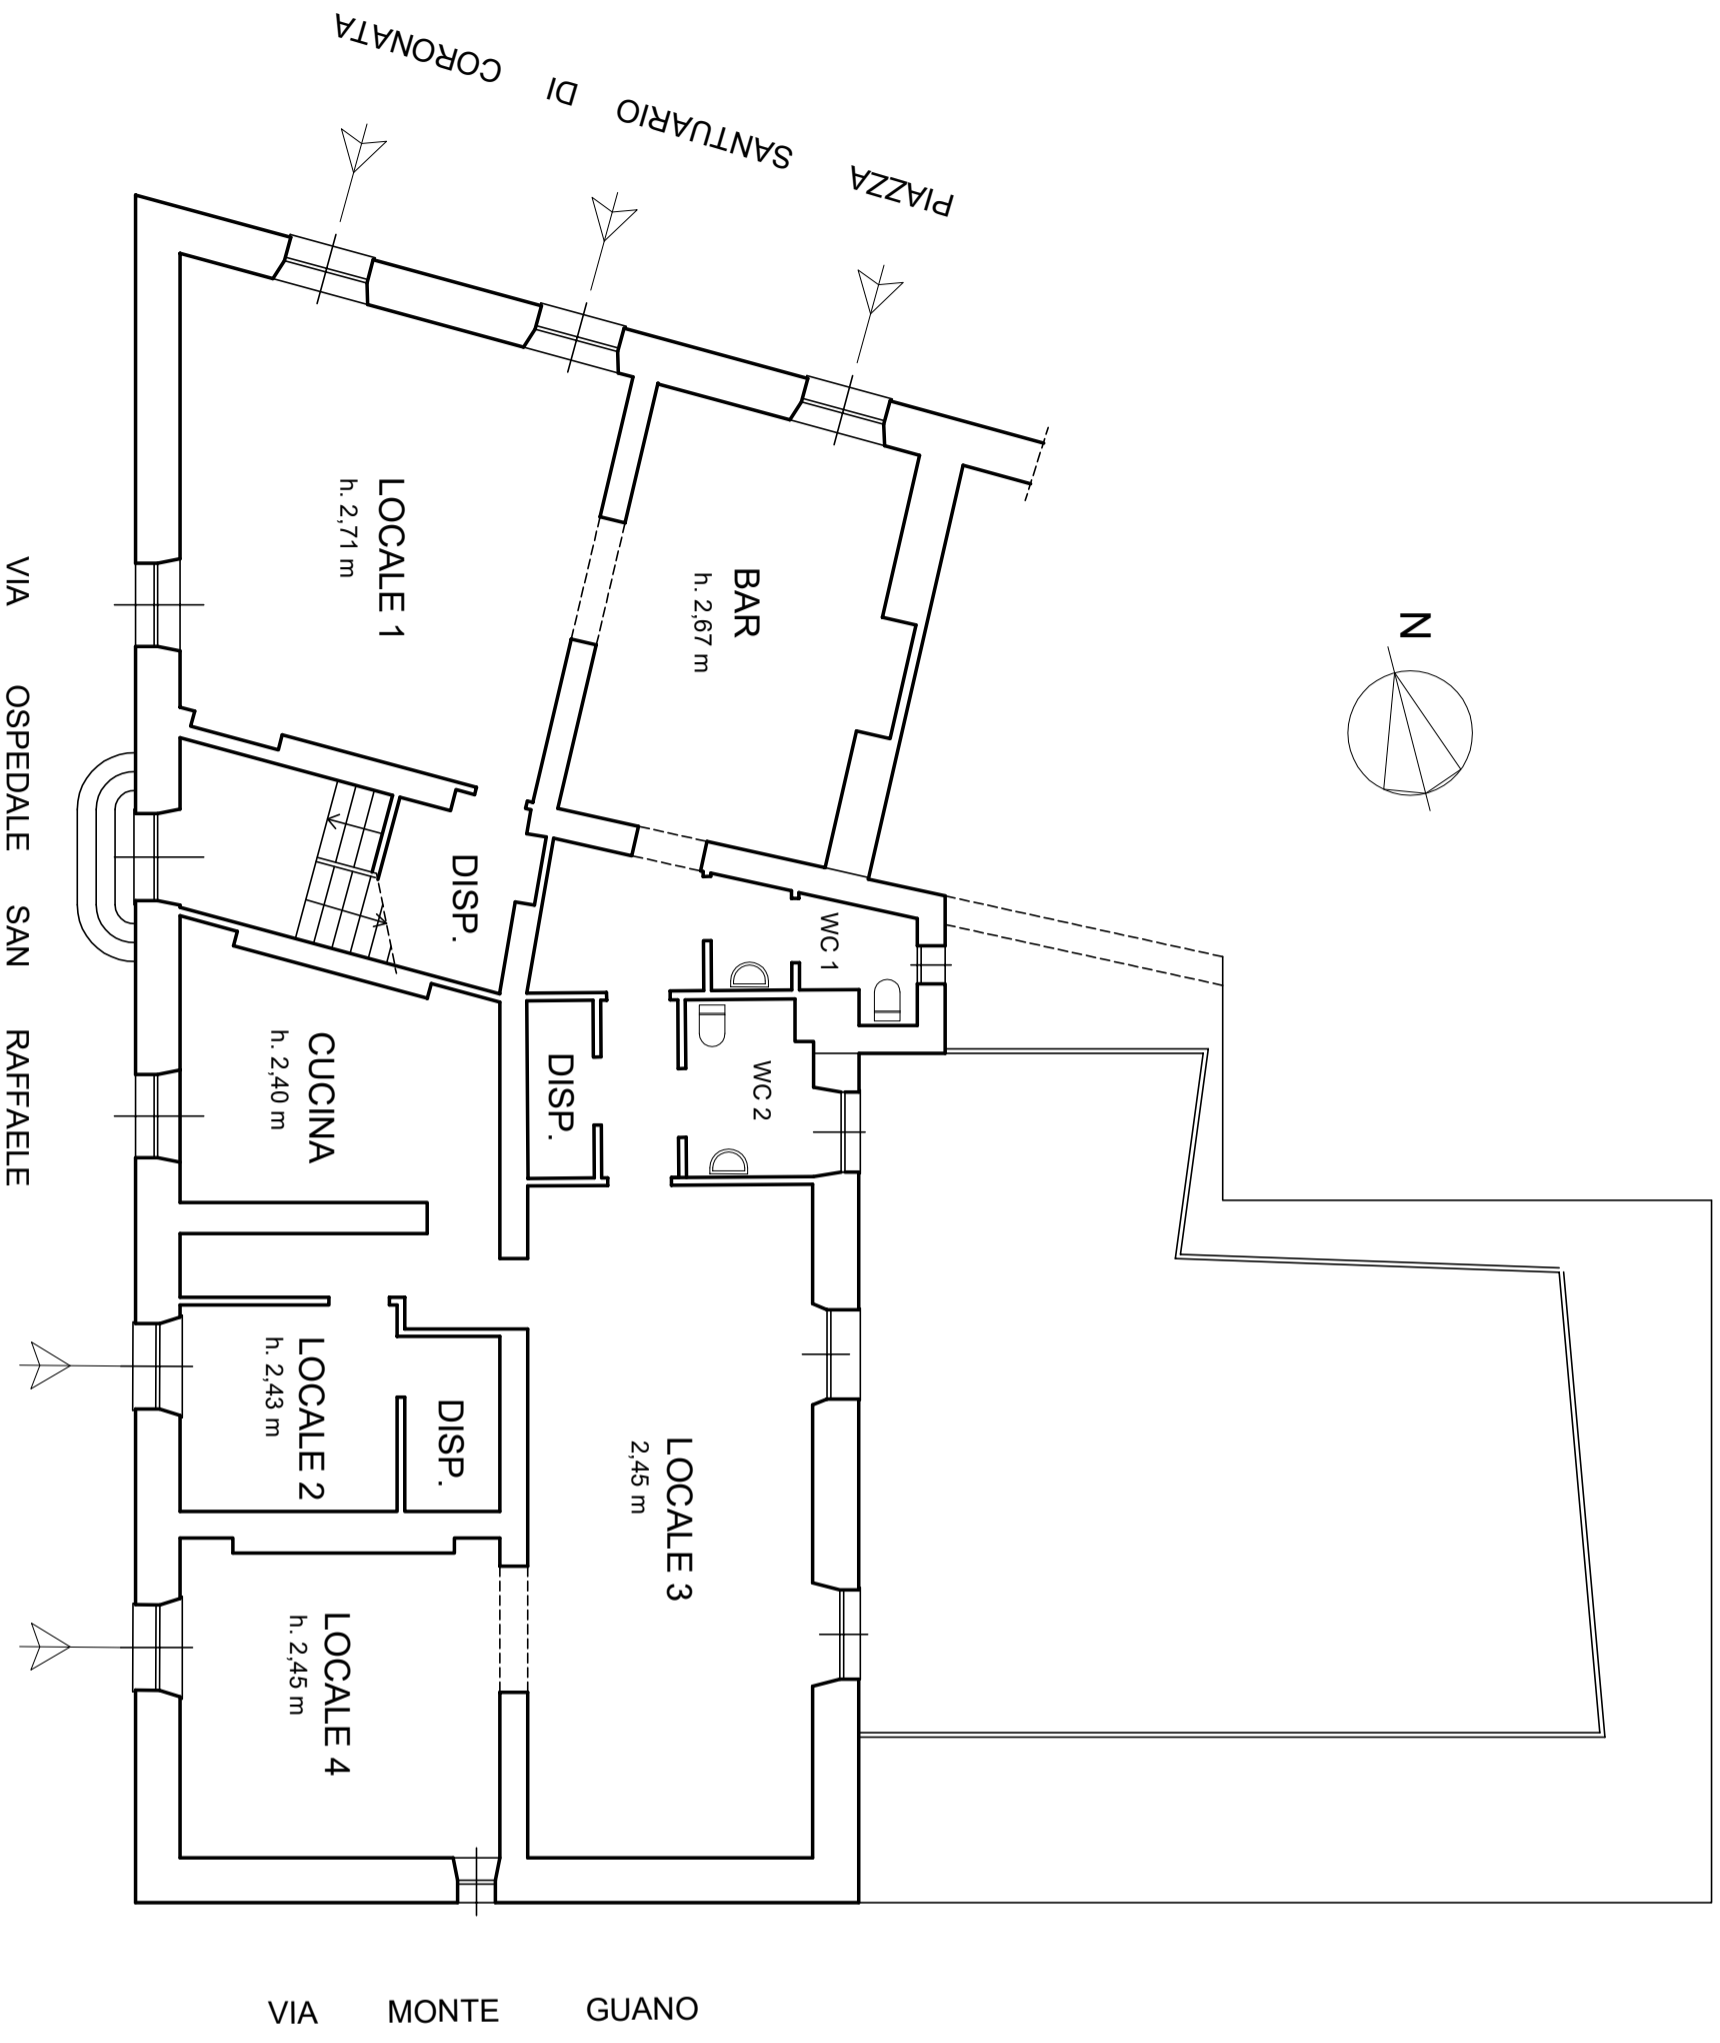 PIAZZA SANTUARIO DI CORONATA
N
LOCALE 1
h. 2,71 m
BAR
h. 2,67 m
VIA OSPEDALE SAN RAFFAELE
DISP.
WC 1
CUCINA
h. 2,40 m
DISP.
WC 2
LOCALE 2
h. 2,43 m
DISP.
LOCALE 3
2,45 m
LOCALE 4
h. 2,45 m
VIA MONTE GUANO